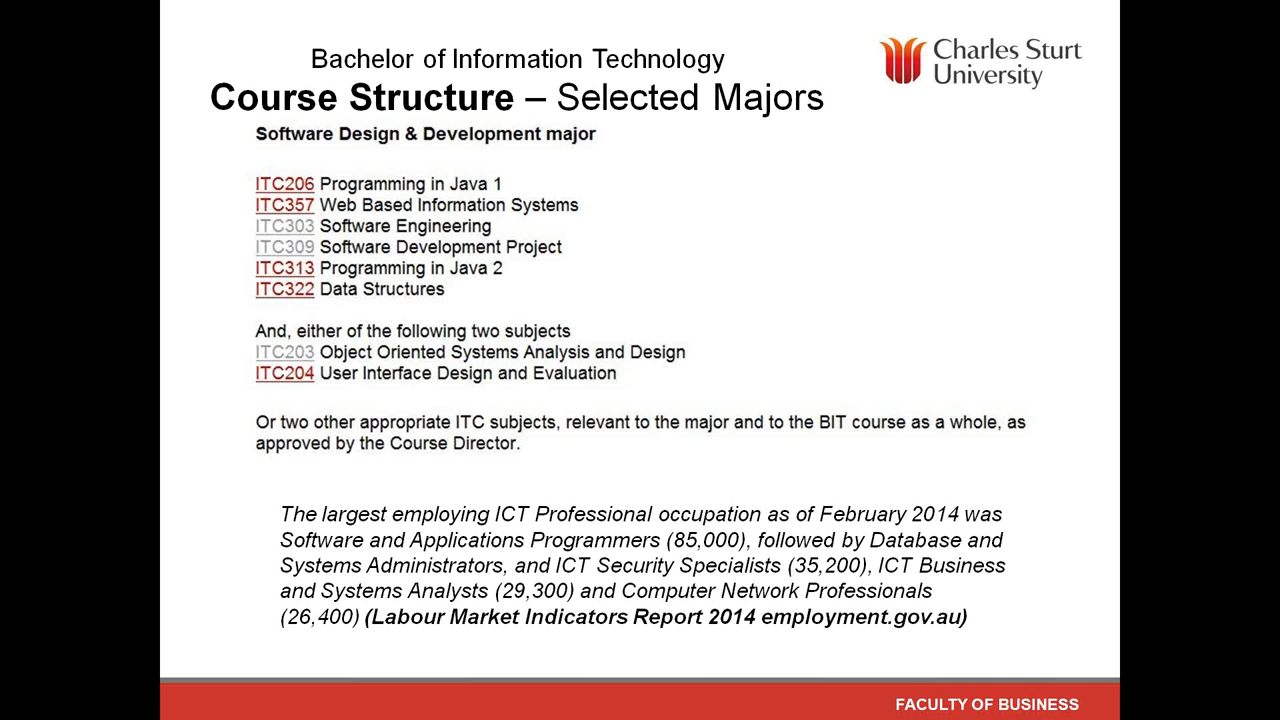 Bachelor of Information Technology
Course Structure – Selected Majors
Charles Sturt
University
Software Design & Development major
ITC206 Programming in Java 1
ITC357 Web Based Information Systems
ITC303 Software Engineering
ITC309 Software Development Project
ITC313 Programming in Java 2
ITC322 Data Structures
And, either of the following two subjects
ITC203 Object Oriented Systems Analysis and Design
ITC204 User Interface Design and Evaluation
Or two other appropriate ITC subjects, relevant to the major and to the BIT course as a whole, as
approved by the Course Director.
The largest employing ICT Professional occupation as of February 2014 was
Software and Applications Programmers (85,000), followed by Database and
Systems Administrators, and ICT Security Specialists (35,200), ICT Business
and Systems Analysts (29,300) and Computer Network Professionals
(26,400) (Labour Market Indicators Report 2014 employment.gov.au)
FACULTY OF BUSINESS